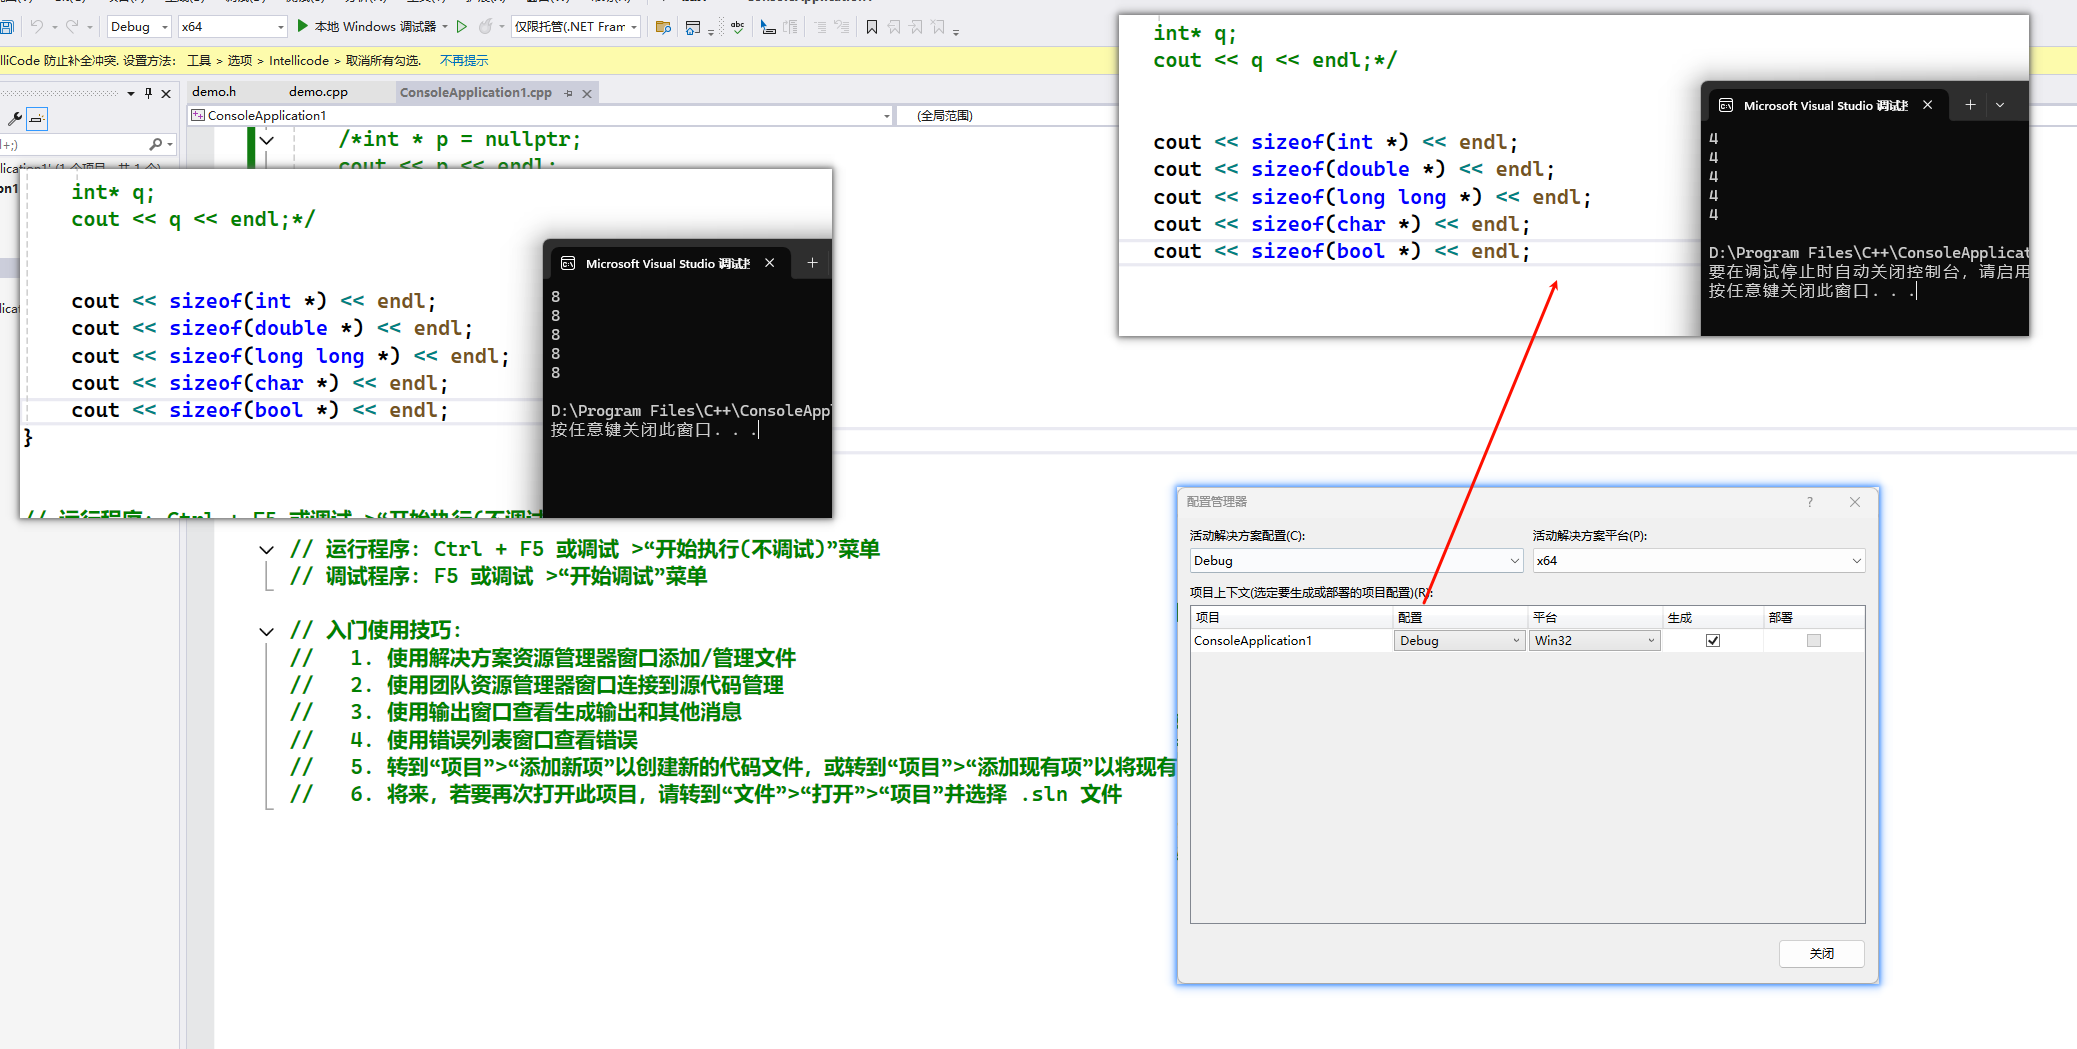 Debug
x64
本地 Windows 调试器
仅限托管(.NET Fram
lliCode 防止补全冲突. 设置方法： 工具 > 选项 > Intellicode > 取消所有勾选. 不再提示
demo.h
demo.cpp
ConsoleApplication1.cpp
ConsoleApplication1
(全局范围)
+;)
on1
/*int * p = nullptr;
cout << p << endl;
int* q;
cout << q << endl;*/
cout << sizeof(int *) << endl;
cout << sizeof(double *) << endl;
cout << sizeof(long long *) << endl;
cout << sizeof(char *) << endl;
cout << sizeof(bool *) << endl;
}
Microsoft Visual Studio 调试
8
8
8
8
8
D:\Program Files\C++\ConsoleApp
按任意键关闭此窗口. . .
int* q;
cout << q << endl;*/
cout << sizeof(int *) << endl;
cout << sizeof(double *) << endl;
cout << sizeof(long long *) << endl;
cout << sizeof(char *) << endl;
cout << sizeof(bool *) << endl;
Microsoft Visual Studio 调试
4
4
4
4
4
D:\Program Files\C++\ConsoleApplicat
要在调试停止时自动关闭控制台，请启用
按任意键关闭此窗口. . .
// 运行程序: Ctrl + F5 或调试 >“开始执行(不调试)”菜单
// 调试程序: F5 或调试 >“开始调试”菜单
// 入门使用技巧:
// 1. 使用解决方案资源管理器窗口添加/管理文件
// 2. 使用团队资源管理器窗口连接到源代码管理
// 3. 使用输出窗口查看生成输出和其他消息
// 4. 使用错误列表窗口查看错误
// 5. 转到“项目”>“添加新项”以创建新的代码文件，或转到“项目”>“添加现有项”以将现有
// 6. 将来，若要再次打开此项目，请转到“文件”>“打开”>“项目”并选择 .sln 文件
配置管理器
活动解决方案配置(C):
活动解决方案平台(P):
Debug
x64
项目上下文(选定要生成或部署的项目配置)(R):
项目 配置 平台 生成 部署
ConsoleApplication1 Debug Win32
关闭